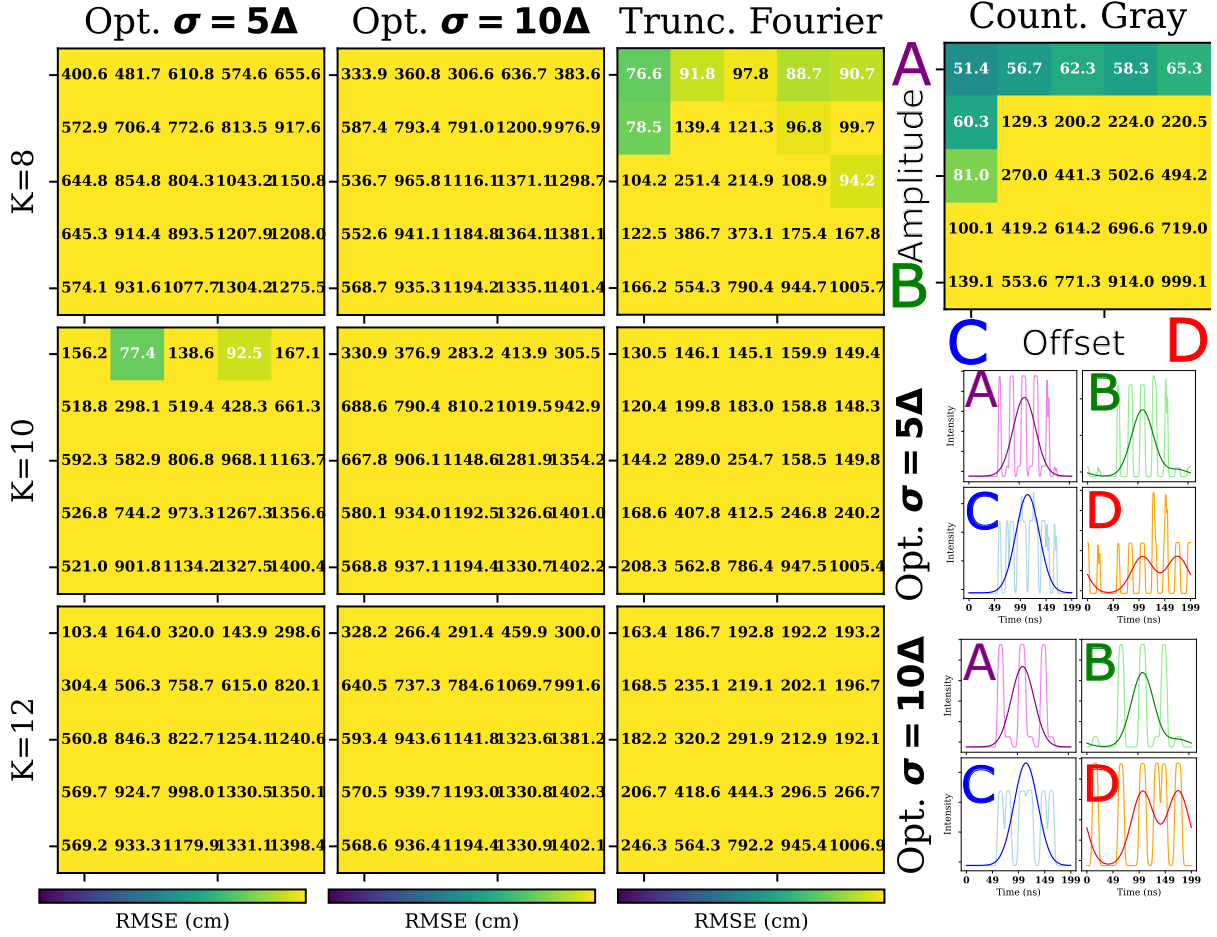 Opt. σ = 5Δ
Opt. σ = 10Δ
Trunc. Fourier
Count. Gray
K=8
400.6 481.7 610.8 574.6 655.6
572.9 706.4 772.6 813.5 917.6
644.8 854.8 804.3 1043.2 1150.8
645.3 914.4 893.5 1207.9 1208.0
574.1 931.6 1077.7 1304.2 1275.5
333.9 360.8 306.6 636.7 383.6
587.4 793.4 791.0 1200.9 976.9
536.7 965.8 1116.1 1371.1 1298.7
552.6 941.1 1184.8 1364.1 1381.1
568.7 935.3 1194.2 1335.1 1401.4
76.6 91.8 97.8 88.7 90.7
78.5 139.4 121.3 96.8 99.7
104.2 251.4 214.9 108.9 94.2
122.5 386.7 373.1 175.4 167.8
166.2 554.3 790.4 944.7 1005.7
A
Amplitude
B
51.4 56.7 62.3 58.3 65.3
60.3 129.3 200.2 224.0 220.5
81.0 270.0 441.3 502.6 494.2
100.1 419.2 614.2 696.6 719.0
139.1 553.6 771.3 914.0 999.1
C Offset D
K=10
156.2 77.4 138.6 92.5 167.1
518.8 298.1 519.4 428.3 661.3
592.3 582.9 806.8 968.1 1163.7
526.8 744.2 973.3 1267.3 1356.6
521.0 901.8 1134.2 1327.5 1400.4
330.9 376.9 283.2 413.9 305.5
688.6 790.4 810.2 1019.5 942.9
667.8 906.1 1148.6 1281.9 1354.2
580.1 934.0 1192.5 1326.6 1401.0
568.8 937.1 1194.4 1330.7 1402.2
130.5 146.1 145.1 159.9 149.4
120.4 199.8 183.0 158.8 148.3
144.2 289.0 254.7 158.5 149.8
168.6 407.8 412.5 246.8 240.2
208.3 562.8 786.4 947.5 1005.4
K=12
103.4 164.0 320.0 143.9 298.6
304.4 506.3 758.7 615.0 820.1
560.8 846.3 822.7 1254.1 1240.6
569.7 924.7 998.0 1330.5 1350.1
569.2 933.3 1179.9 1331.1 1398.4
328.2 266.4 291.4 459.9 300.0
640.5 737.3 784.6 1069.7 991.6
593.4 943.6 1141.8 1323.6 1381.2
570.5 939.7 1193.0 1330.8 1402.3
568.6 936.4 1194.4 1330.9 1402.1
163.4 186.7 192.8 192.2 193.2
168.5 235.1 219.1 202.1 196.7
182.2 320.2 291.9 212.9 192.1
206.7 418.6 444.3 296.5 266.7
246.3 564.3 792.2 945.4 1006.9
RMSE (cm)
RMSE (cm)
RMSE (cm)
Opt. σ = 5Δ
Intensity
A
B
Intensity
C
D
0 49 99 149 199
0 49 99 149 199
Time (ns)
Time (ns)
Opt. σ = 10Δ
Intensity
A
B
Intensity
C
D
0 49 99 149 199
0 49 99 149 199
Time (ns)
Time (ns)